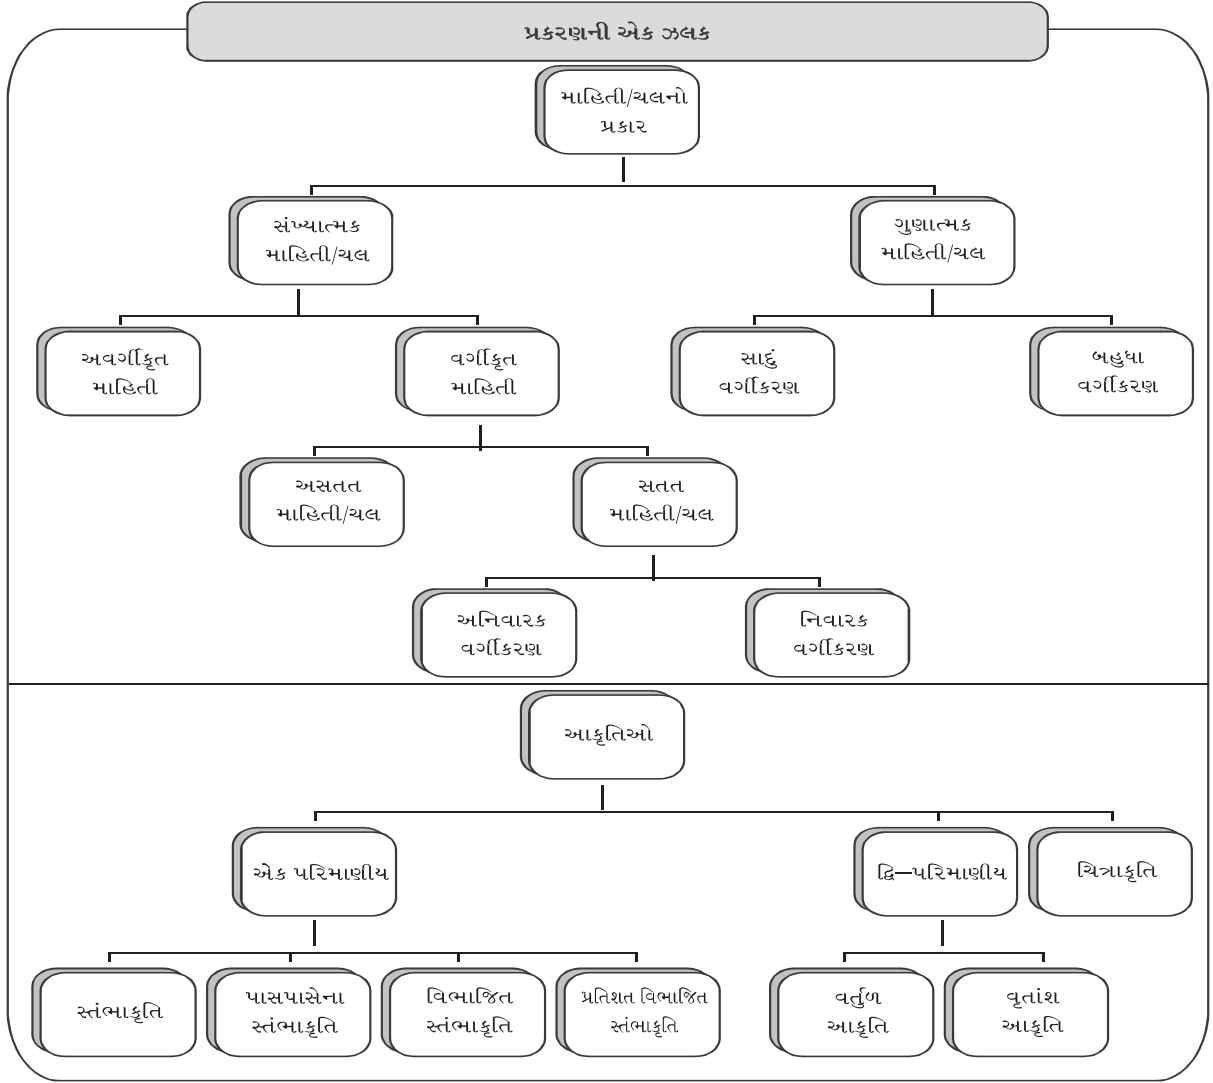 પ્રકરણની એક ઝલક
માહિતી/ચલનો
પ્રકાર
સંખ્યાત્મક
માહિતી/ચલ
ગુણાત્મક
માહિતી/ચલ
અવર્ગીકૃત
માહિતી
વર્ગીકૃત
માહિતી
સાદું
વર્ગીકરણ
બહુધા
વર્ગીકરણ
અસતત
માહિતી/ચલ
સતત
માહિતી/ચલ
અનિવારક
વર્ગીકરણ
નિવારક
વર્ગીકરણ
આકૃતિઓ
એક પરિમાણીય
દ્વિ–પરિમાણીય
ચિત્રાકૃતિ
સ્તંભાકૃતિ
પાસપાસેના
સ્તંભાકૃતિ
વિભાજિત
સ્તંભાકૃતિ
પ્રતિશત વિભાજિત
સ્તંભાકૃતિ
વર્તુળ
આકૃતિ
વૃતાંશ
આકૃતિ